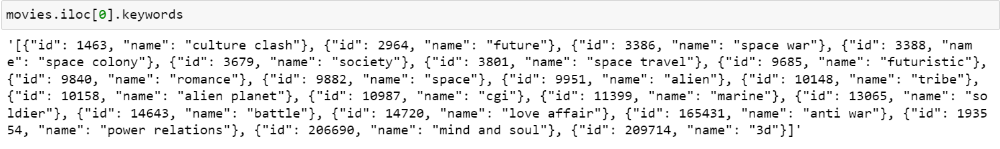 movies.iloc[0].keywords
'[{"id": 1463, "name": "culture clash"}, {"id": 2964, "name": "future"}, {"id": 3386, "name": "space war"}, {"id": 3388, "nam
e": "space colony"}, {"id": 3679, "name": "society"}, {"id": 3801, "name": "space travel"}, {"id": 9685, "name": "futuristic"},
{"id": 9840, "name": "romance"}, {"id": 9882, "name": "space"}, {"id": 9951, "name": "alien"}, {"id": 10148, "name": "tribe"},
{"id": 10158, "name": "alien planet"}, {"id": 10987, "name": "cgi"}, {"id": 11399, "name": "marine"}, {"id": 13065, "name": "so
ldier"}, {"id": 14643, "name": "battle"}, {"id": 14720, "name": "love affair"}, {"id": 165431, "name": "anti war"}, {"id": 1935
54, "name": "power relations"}, {"id": 206690, "name": "mind and soul"}, {"id": 209714, "name": "3d"}]'